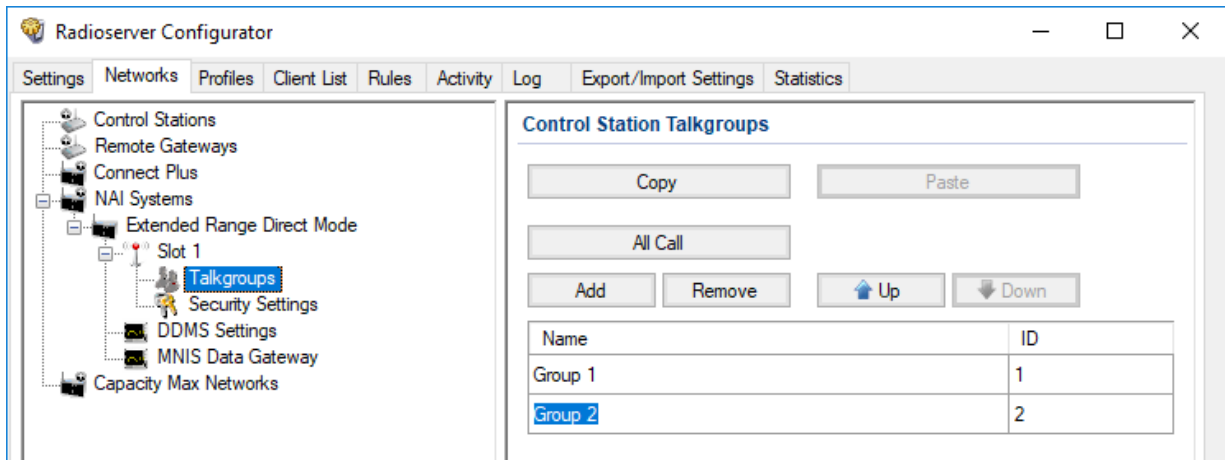 Radioserver Configurator
Settings Networks Profiles Client List Rules Activity Log Export/Import Settings Statistics
Control Stations
Remote Gateways
Connect Plus
NAI Systems
Extended Range Direct Mode
Slot 1
Talkgroups
Security Settings
DDMS Settings
MNIS Data Gateway
Capacity Max Networks
Control Station Talkgroups
Copy Paste
All Call
Add Remove Up Down
Name ID
Group 1 1
Group 2 2